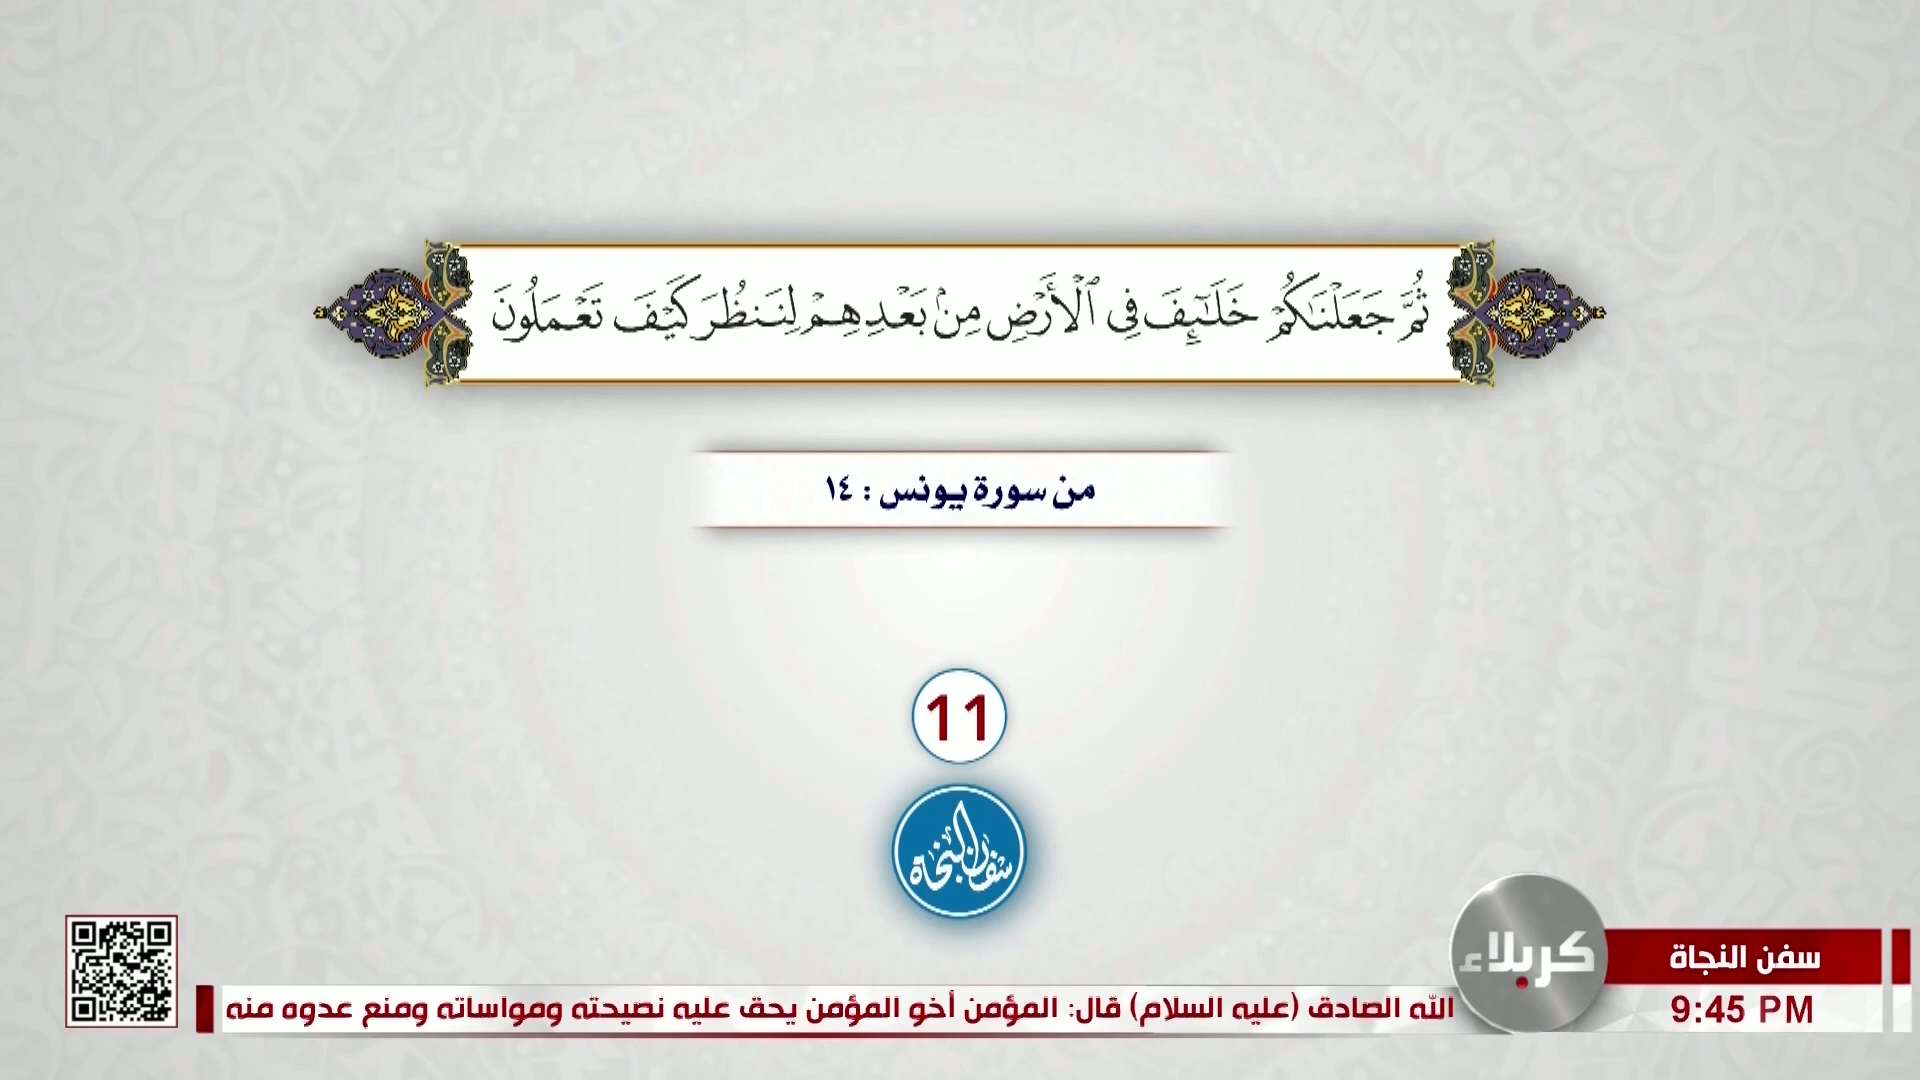 ثُمَّ جَعَلْنَاكُمْ خَلَائِفَ فِي الْأَرْضِ مِنْ بَعْدِهِمْ لِنَنْظُرَ كَيْفَ تَعْمَلُونَ
من سورة يونس : ١٤
11
سفن النجاة
كربلاء
سفن النجاة
الله الصادق (عليه السلام) قال: المؤمن أخو المؤمن يحق عليه نصيحته ومواساته ومنع عدوه منه
9:45 PM